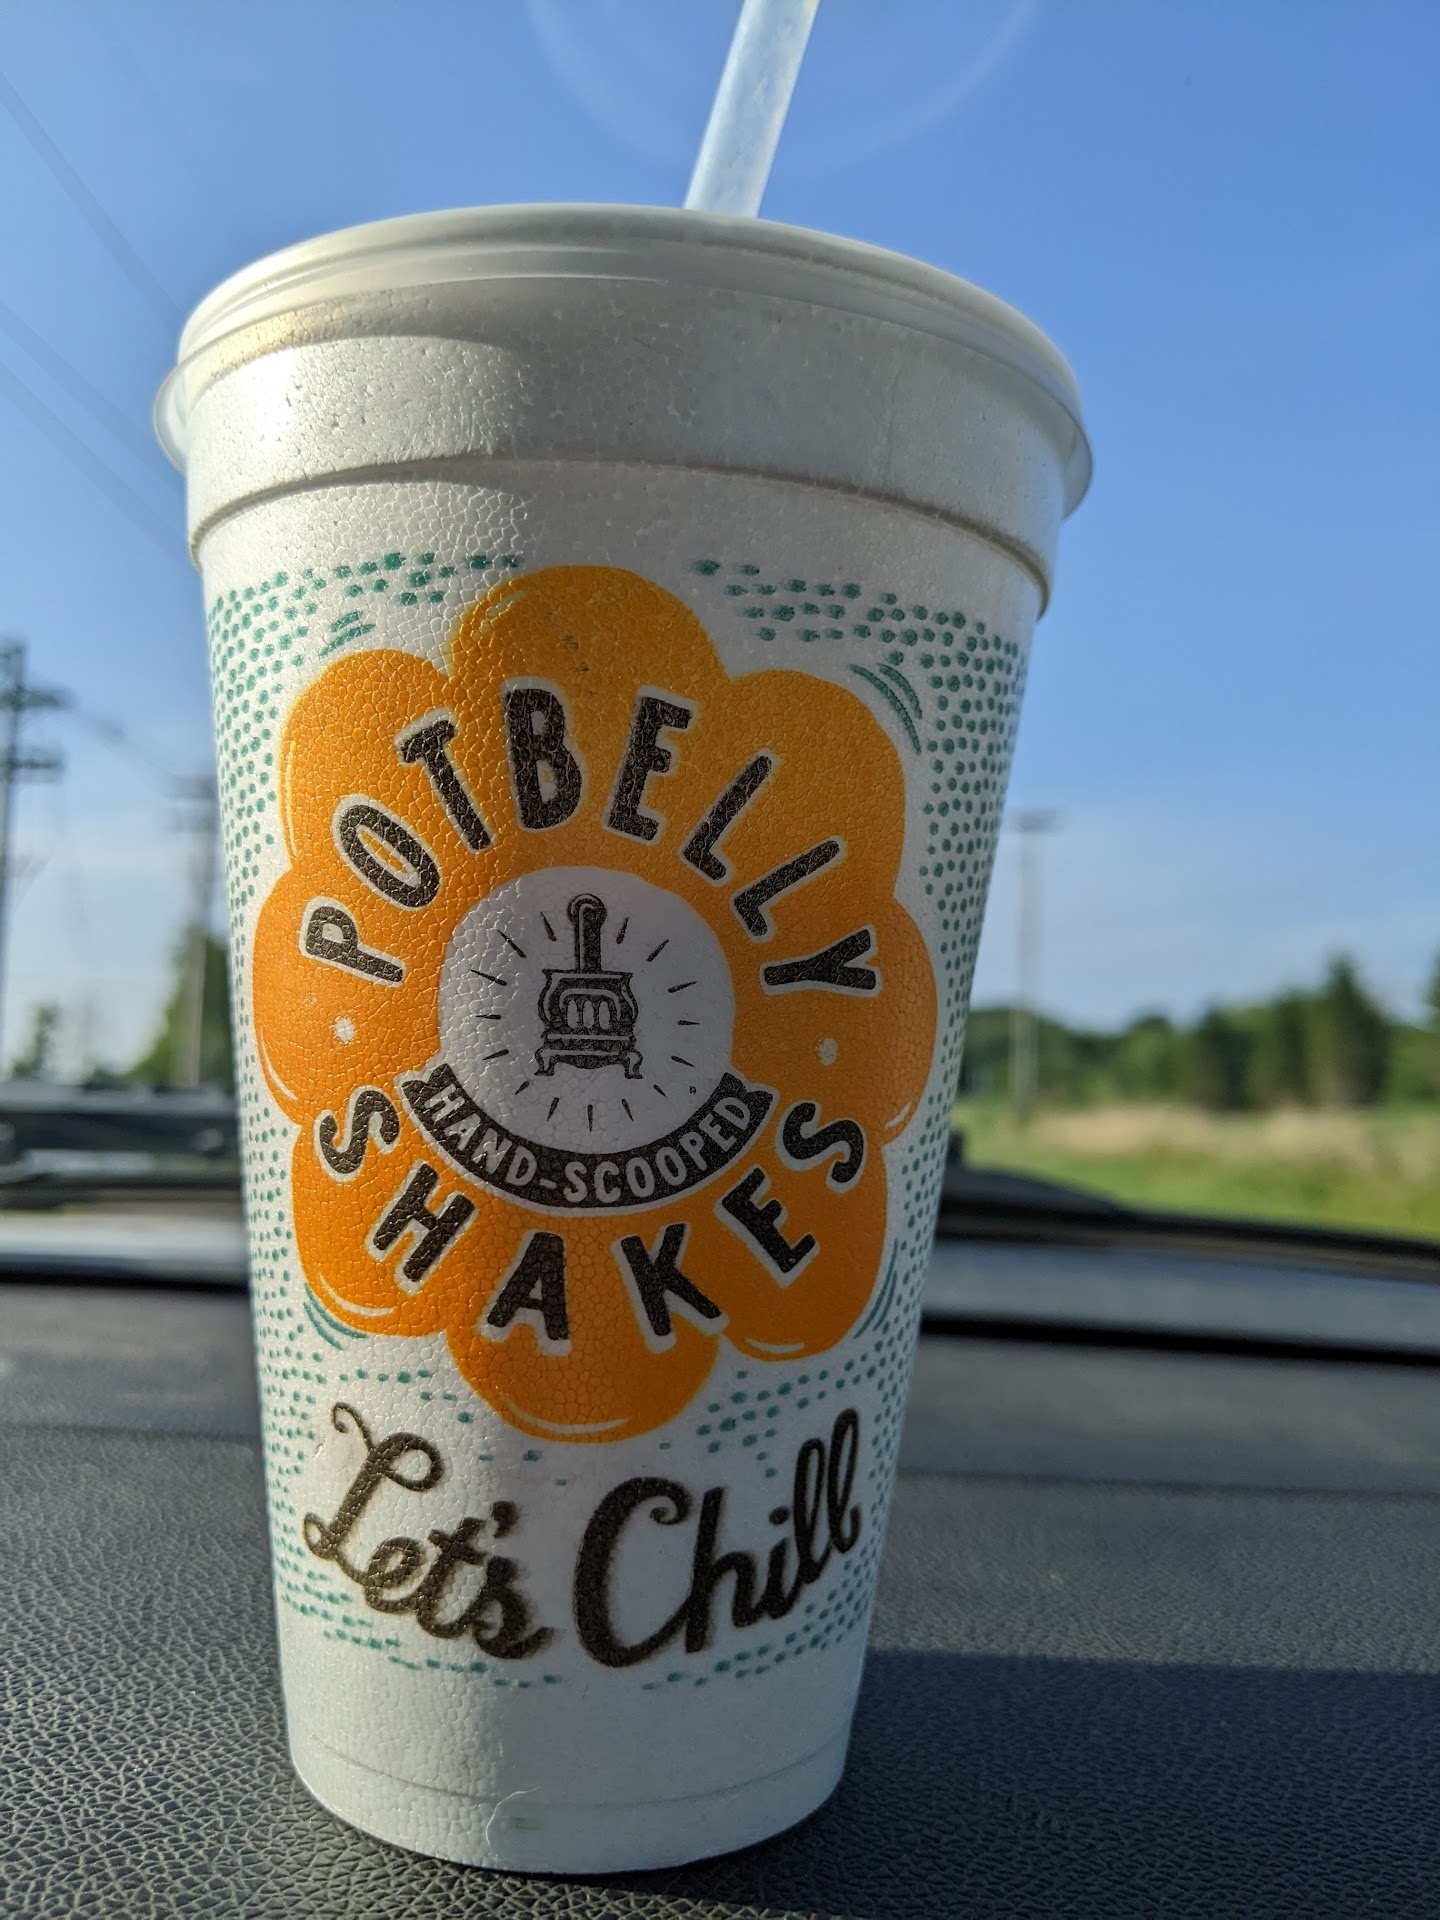 POTBELLY
HAND-SCOOPED
SHAKES
Let's Chill